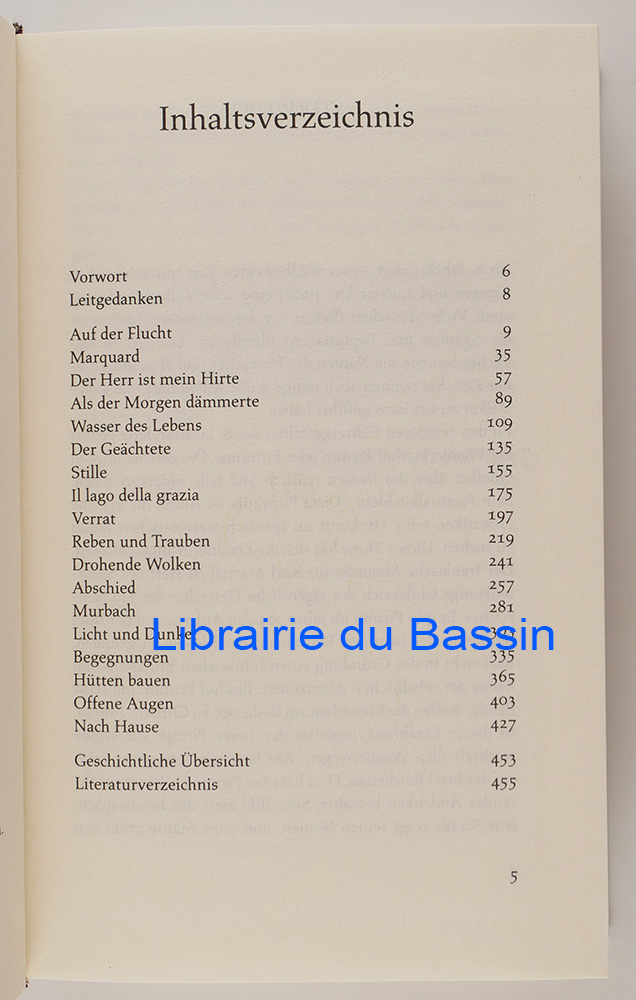 Inhaltsverzeichnis
Vorwort 6
Leitgedanken 8
Auf der Flucht 9
Marquard 35
Der Herr ist mein Hirte 57
Als der Morgen dämmerte 89
Wasser des Lebens 109
Der Geächtete 135
Stille 155
Il lago della grazia 175
Verrat 197
Reben und Trauben 219
Drohende Wolken 241
Abschied 257
Murbach 281
Licht und Dunkel
Librairie du Bassin
Begegnungen 335
Hütten bauen 365
Offene Augen 403
Nach Hause 427
Geschichtliche Übersicht 453
Literaturverzeichnis 455
5